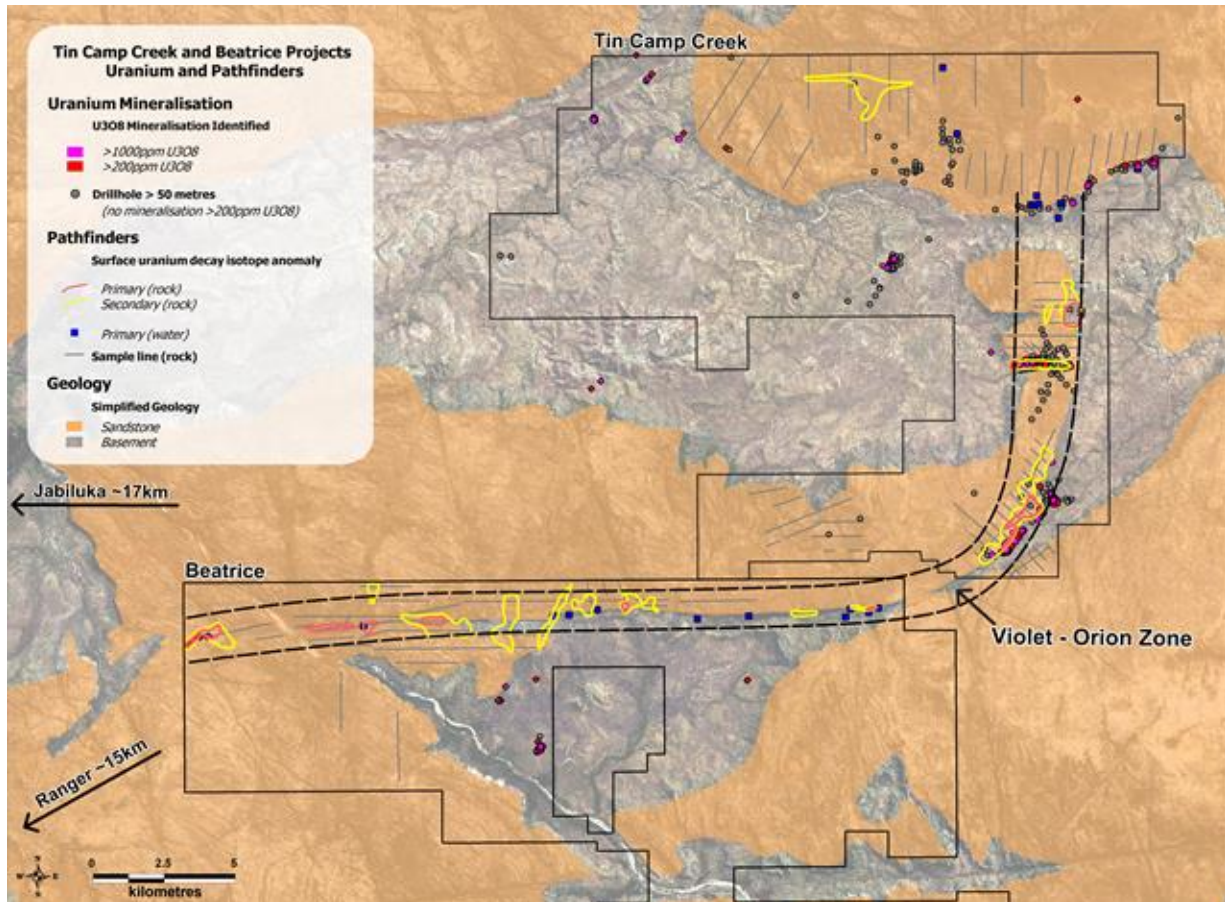 Tin Camp Creek and Beatrice Projects
Uranium and Pathfinders
Uranium Mineralisation
U3O8 Mineralisation Identified
>1000ppm U3O8
>200ppm U3O8
Drillhole > 50 metres
(no mineralisation >200ppm U3O8)
Pathfinders
Surface uranium decay isotope anomaly
Primary (rock)
Secondary (rock)
Primary (water)
Sample line (rock)
Geology
Simplified Geology
Sandstone
Basement
Tin Camp Creek
Jabiluka ~17km
Beatrice
Violet - Orion Zone
Ranger ~15km
N
W E
S
0 2.5 5
kilometres